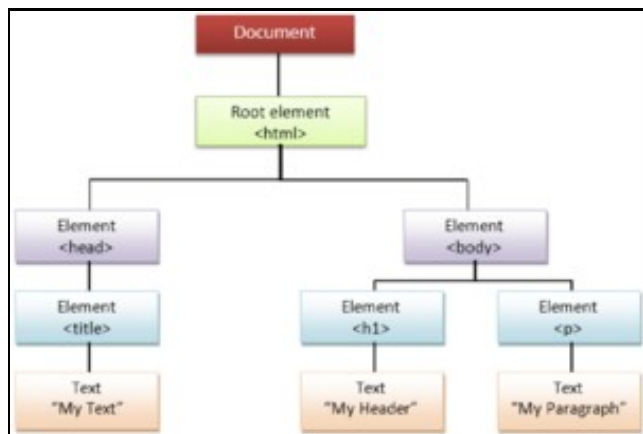 Document
Root element
<html>
Element
<head>
Element
<body>
Element
<title>
Element
<h1>
Element
<p>
Text
"My Text"
Text
"My Header"
Text
"My Paragraph"